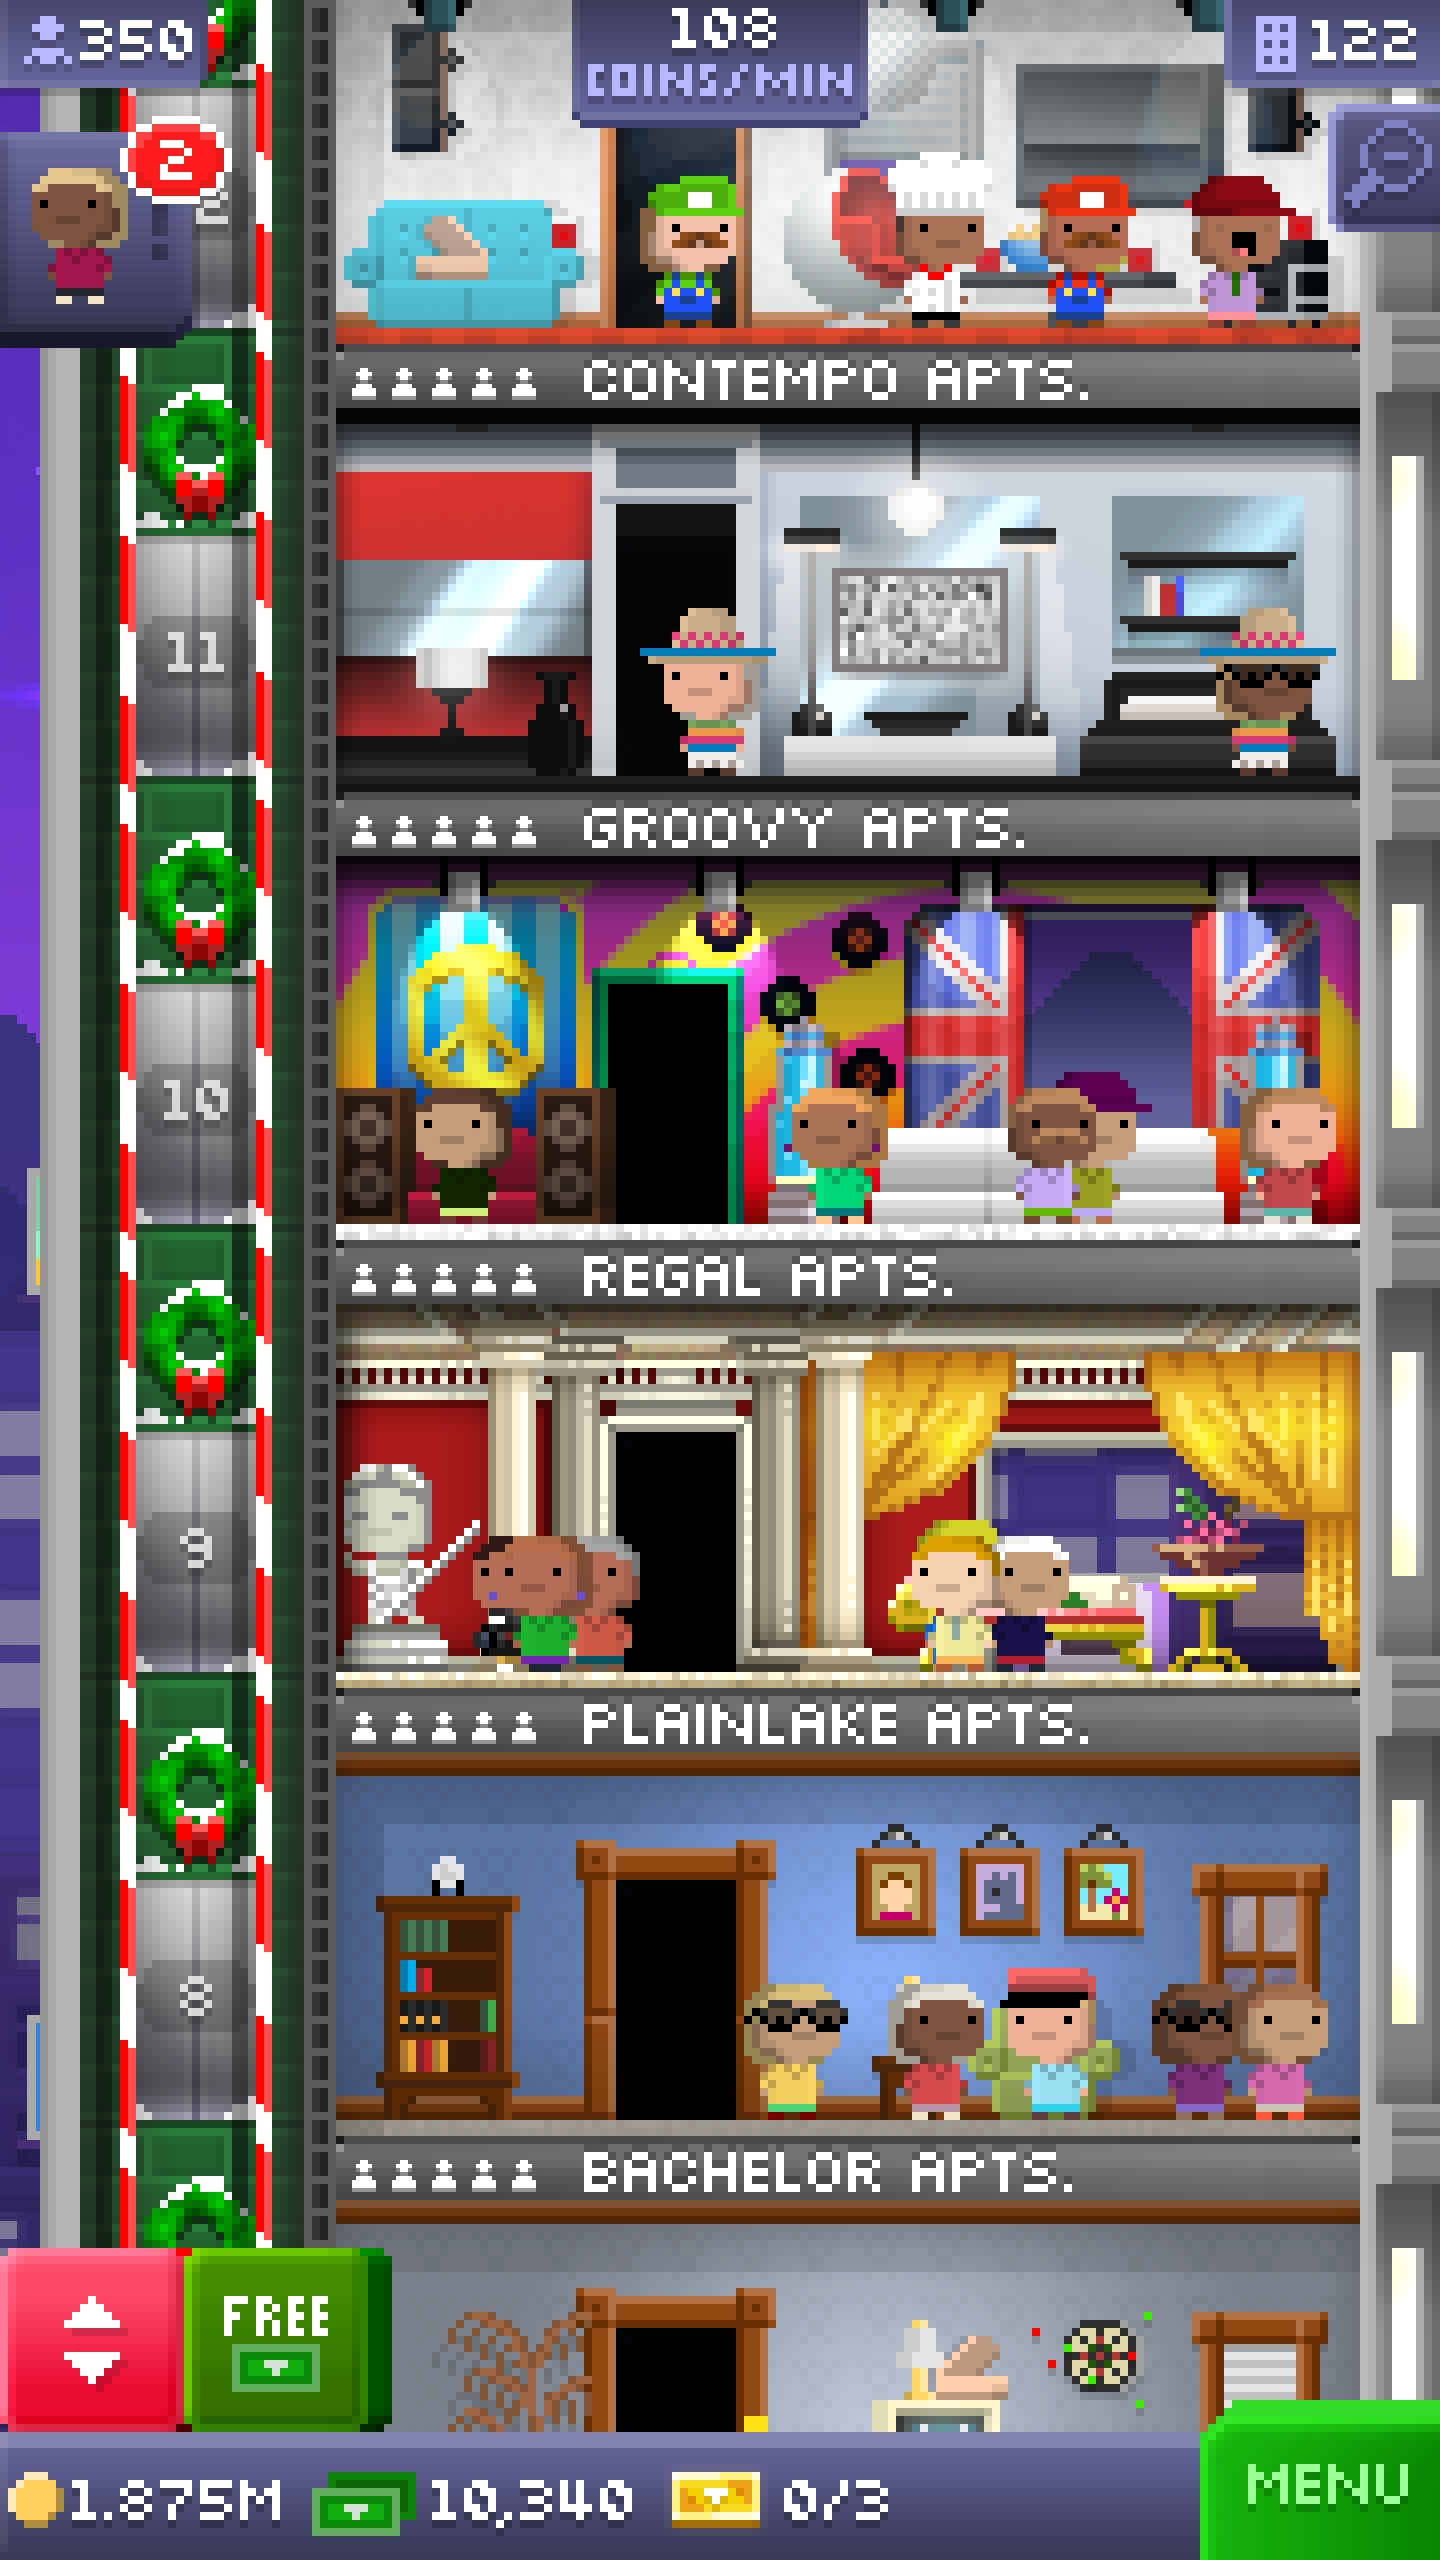 350
108
COINS/MIN
122
2
CONTEMPO APTS.
11
GROOVY APTS.
10
REGAL APTS.
9
PLAINLAKE APTS.
8
BACHELOR APTS.
FREE
1.875M
10,340
0/3
MENU